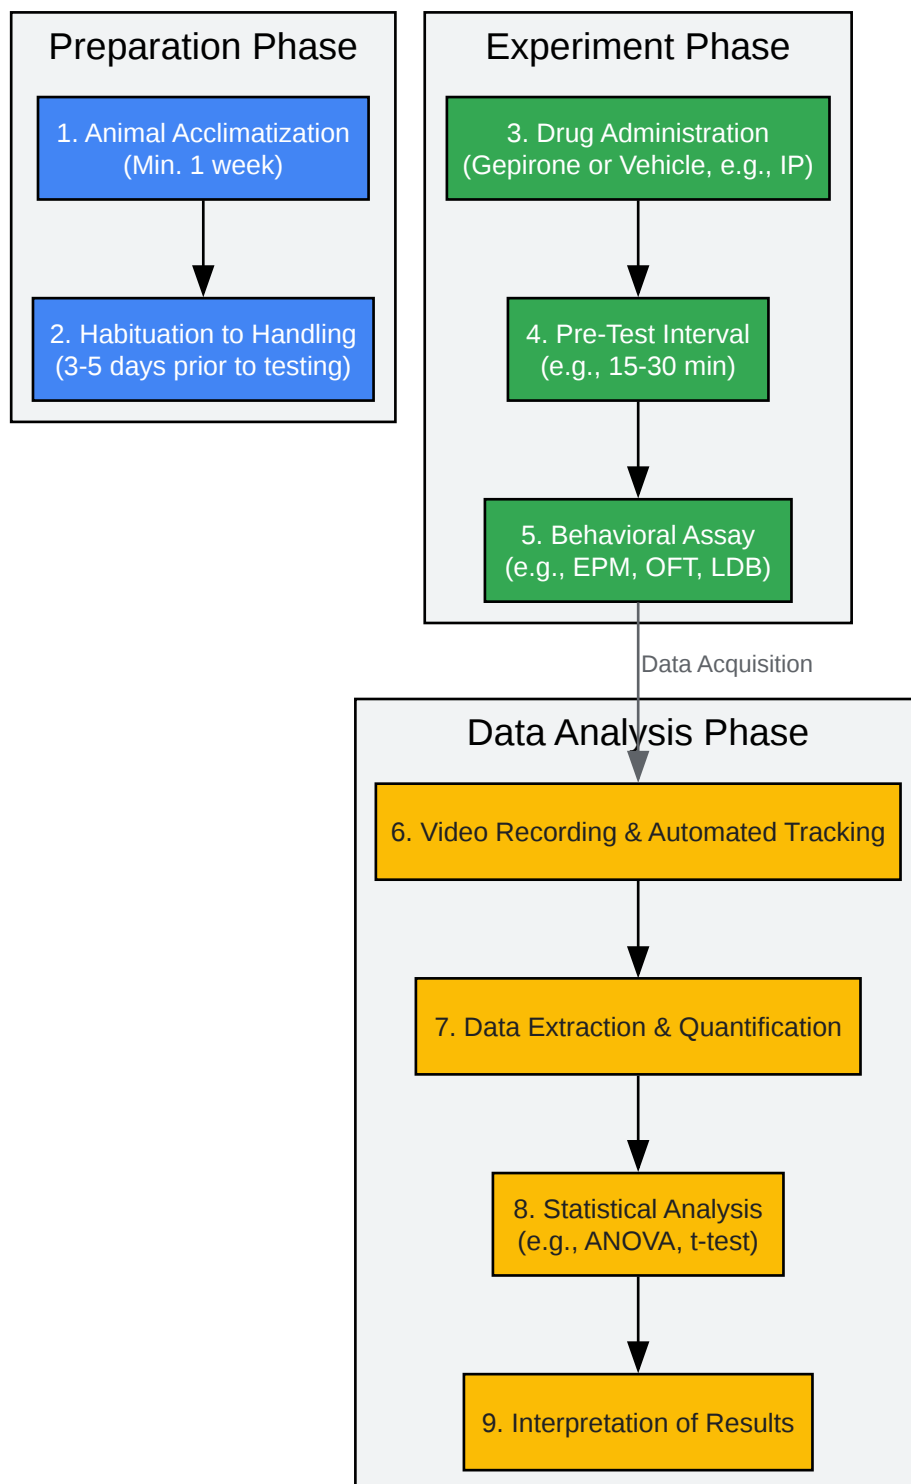 Preparation Phase
1. Animal Acclimatization
(Min. 1 week)
2. Habituation to Handling
(3-5 days prior to testing)
Experiment Phase
3. Drug Administration
(Gepirone or Vehicle, e.g., IP)
4. Pre-Test Interval
(e.g., 15-30 min)
5. Behavioral Assay
(e.g., EPM, OFT, LDB)
Data Acquisition
Data Analysis Phase
6. Video Recording & Automated Tracking
7. Data Extraction & Quantification
8. Statistical Analysis
(e.g., ANOVA, t-test)
9. Interpretation of Results